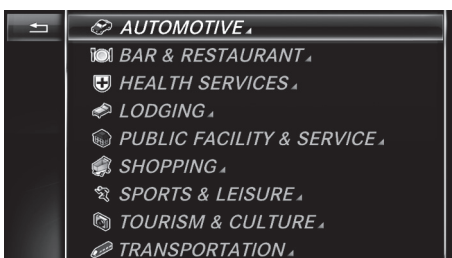 AUTOMOTIVE
BAR & RESTAURANT
HEALTH SERVICES
LODGING
PUBLIC FACILITY & SERVICE
SHOPPING
SPORTS & LEISURE
TOURISM & CULTURE
TRANSPORTATION